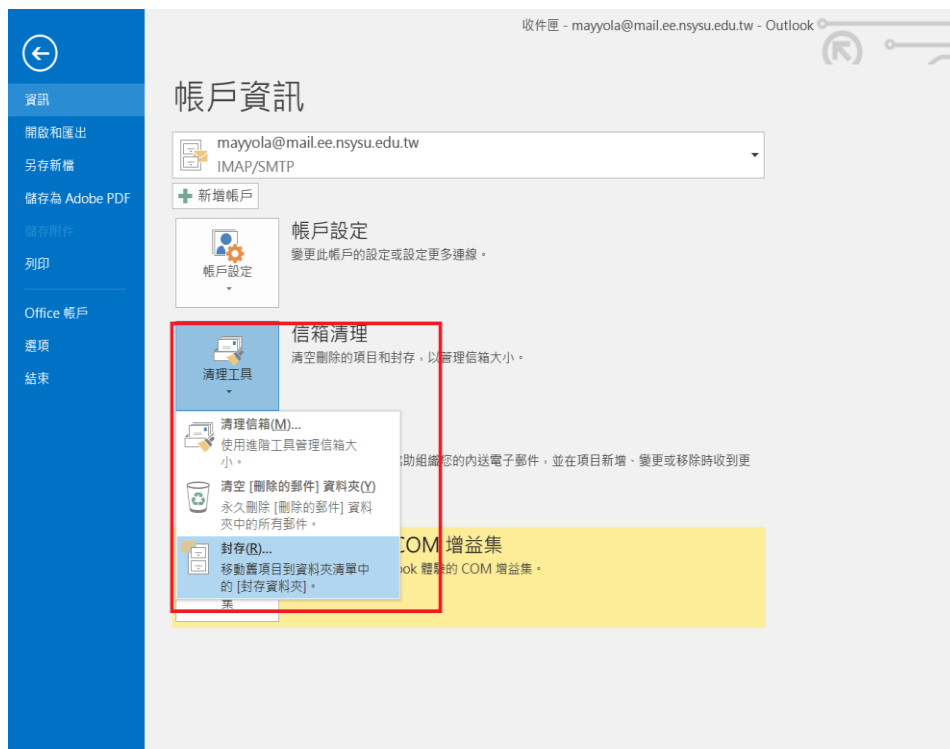 收件匣 - mayyola@mail.ee.nsysu.edu.tw - Outlook
資訊
開啟和匯出
另存新檔
儲存為 Adobe PDF
儲存附件
列印
Office 帳戶
選項
結束
帳戶資訊
mayyola@mail.ee.nsysu.edu.tw
IMAP/SMTP
新增帳戶
帳戶設定
帳戶設定
變更此帳戶的設定或設定更多連線。
清理工具
信箱清理
清空刪除的項目和封存，以管理信箱大小。
清理信箱(M)...
使用進階工具管理信箱大
小。
助組織您的內送電子郵件，並在項目新增、變更或移除時收到更
清空 [刪除的郵件] 資料夾(Y)
永久刪除 [刪除的郵件] 資料
夾中的所有郵件。
封存(R)...
移動舊項目到資料夾清單中
的 [封存資料夾]。
COM 增益集
ook 體驗的 COM 增益集。
集